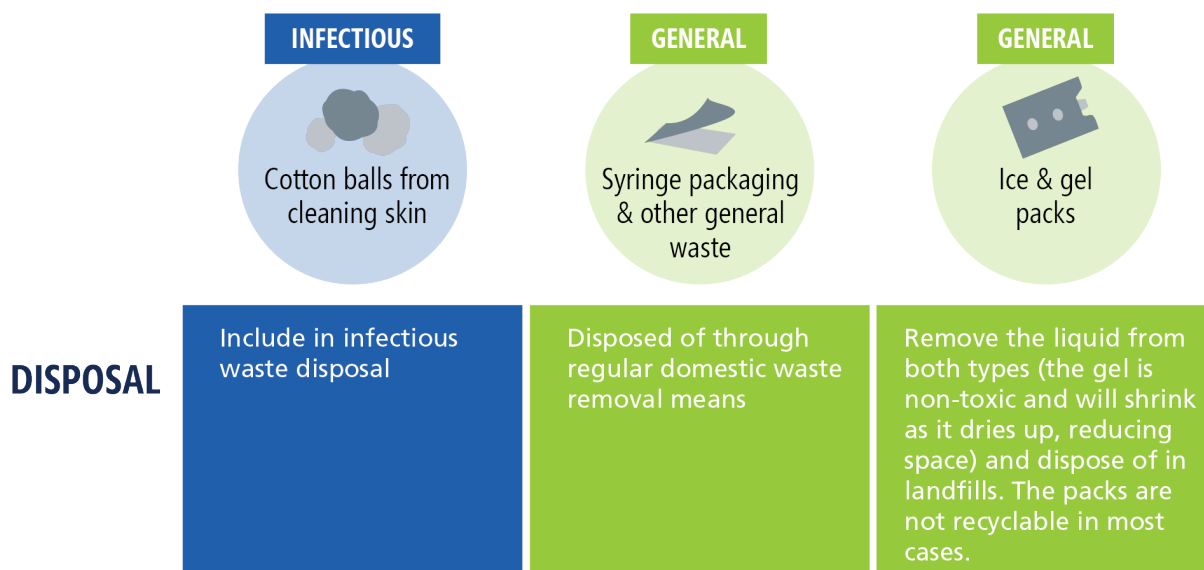 INFECTIOUS
Cotton balls from
cleaning skin
GENERAL
Syringe packaging
& other general
waste
GENERAL
Ice & gel
packs
DISPOSAL
Include in infectious
waste disposal
Disposed of through
regular domestic waste
removal means
Remove the liquid from
both types (the gel is
non-toxic and will shrink
as it dries up, reducing
space) and dispose of in
landfills. The packs are
not recyclable in most
cases.